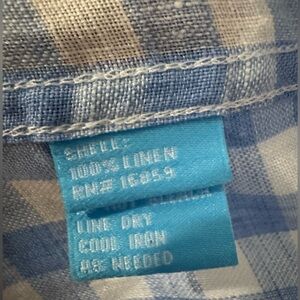 SHELL:
100% LINEN
RN# 16859
LINE DRY
COOL IRON
AS NEEDED